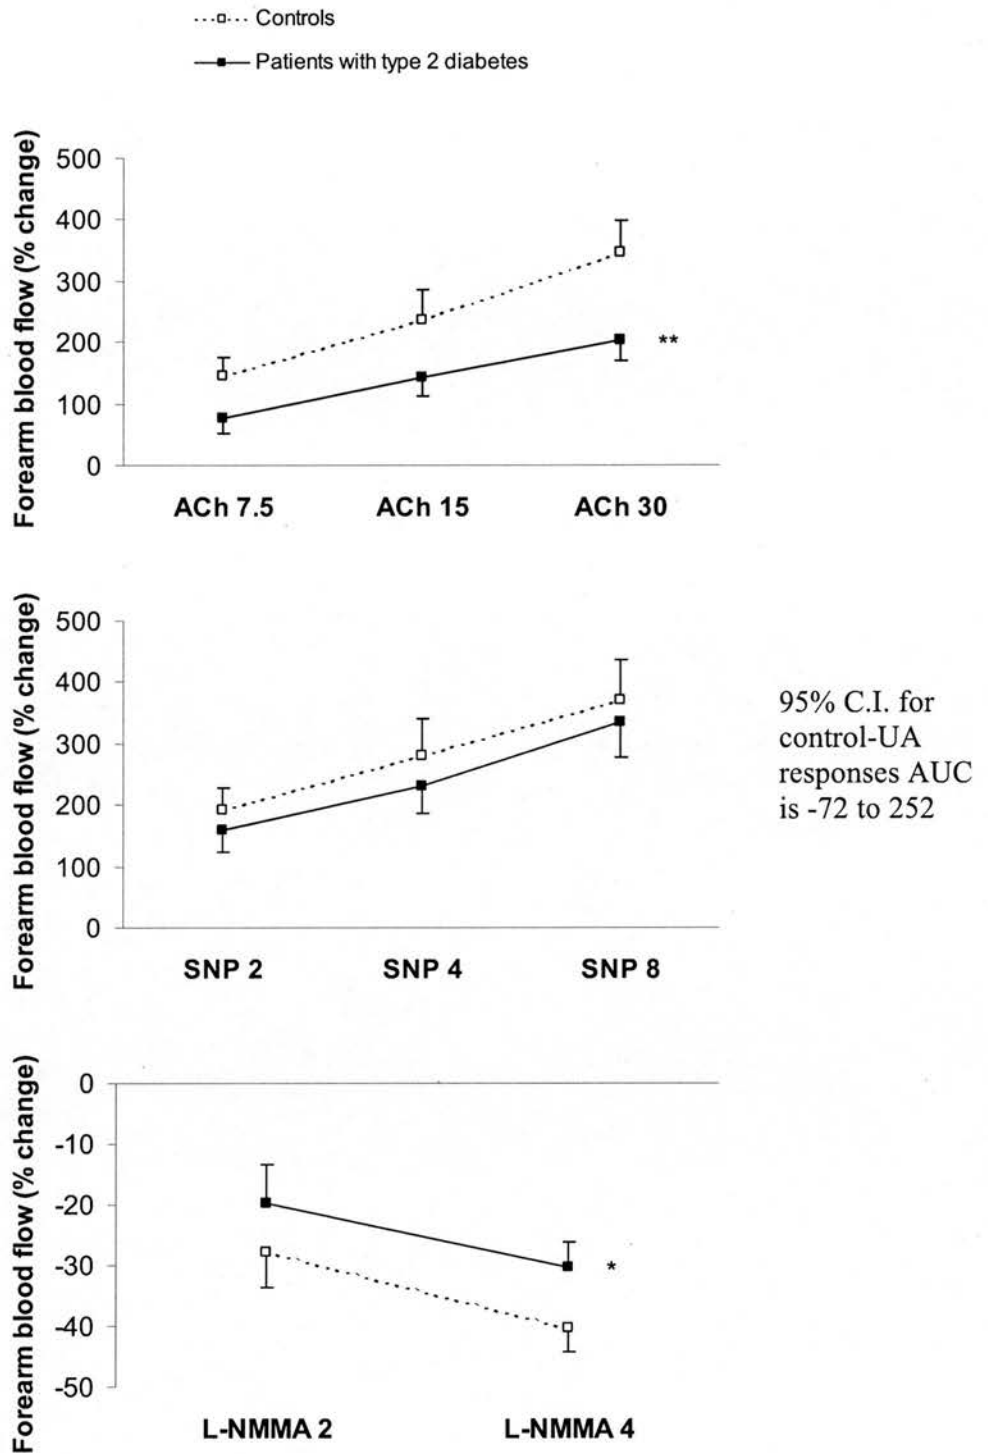 Controls
Patients with type 2 diabetes
Forearm blood flow (% change)
500
400
300
200
100
0
**
ACh 7.5 ACh 15 ACh 30
Forearm blood flow (% change)
500
400
300
200
100
0
SNP 2 SNP 4 SNP 8
95% C.I. for
control-UA
responses AUC
is -72 to 252
Forearm blood flow (% change)
0
-10
-20
-30
-40
-50
*
L-NMMA 2 L-NMMA 4